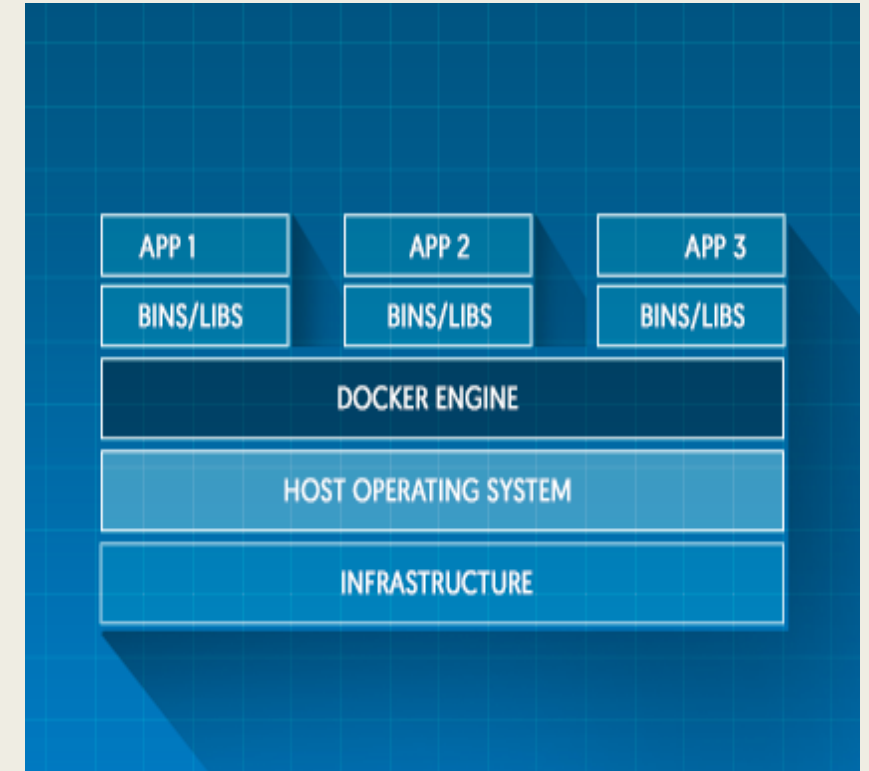 APP 1
APP 2
APP 3
BINS/LIBS
BINS/LIBS
BINS/LIBS
DOCKER ENGINE
HOST OPERATING SYSTEM
INFRASTRUCTURE